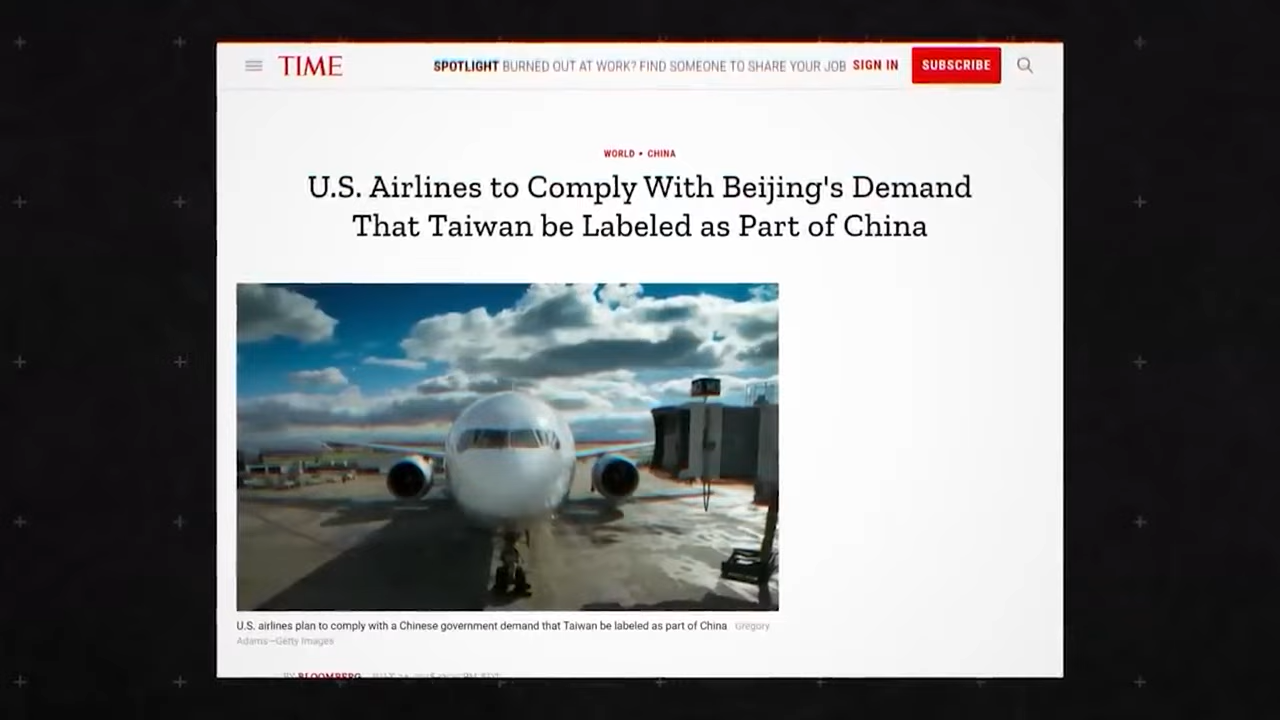 TIME
SPOTLIGHT BURNED OUT AT WORK? FIND SOMEONE TO SHARE YOUR JOB SIGN IN SUBSCRIBE
WORLD • CHINA
U.S. Airlines to Comply With Beijing's Demand
That Taiwan be Labeled as Part of China
U.S. airlines plan to comply with a Chinese government demand that Taiwan be labeled as part of China Gregory
Adams—Getty Images
BY BLOOMBERG